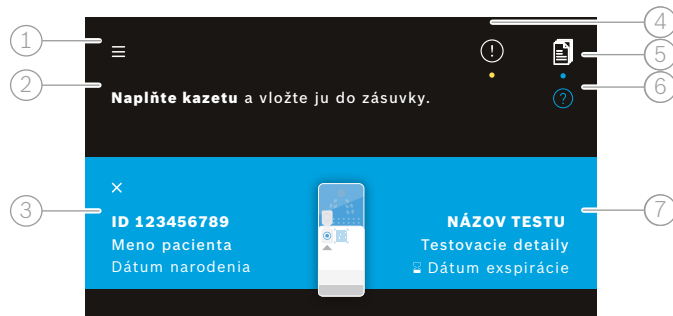 1
4
5
2
Naplňte kazetu a vložte ju do zásuvky.
6
?
3
ID 123456789
Meno pacienta
Dátum narodenia
7
NÁZOV TESTU
Testovacie detaily
Dátum exspirácie